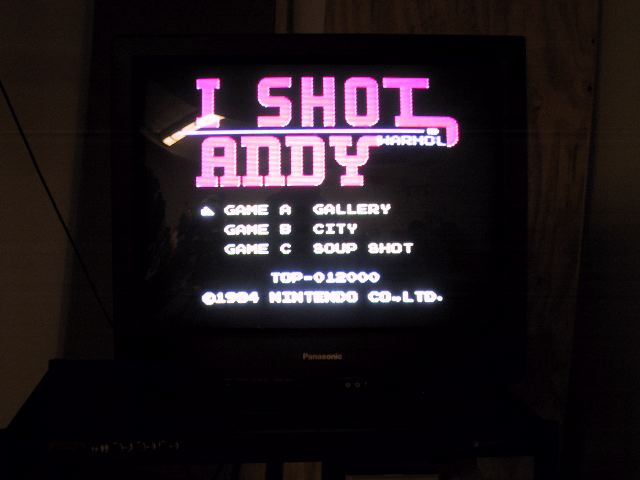 I SHOT
WARHOL
ANDY
GAME A GALLERY
GAME B CITY
GAME C SOUP SHOT
TOP-012000
©1984 NINTENDO CO.,LTD.
Panasonic